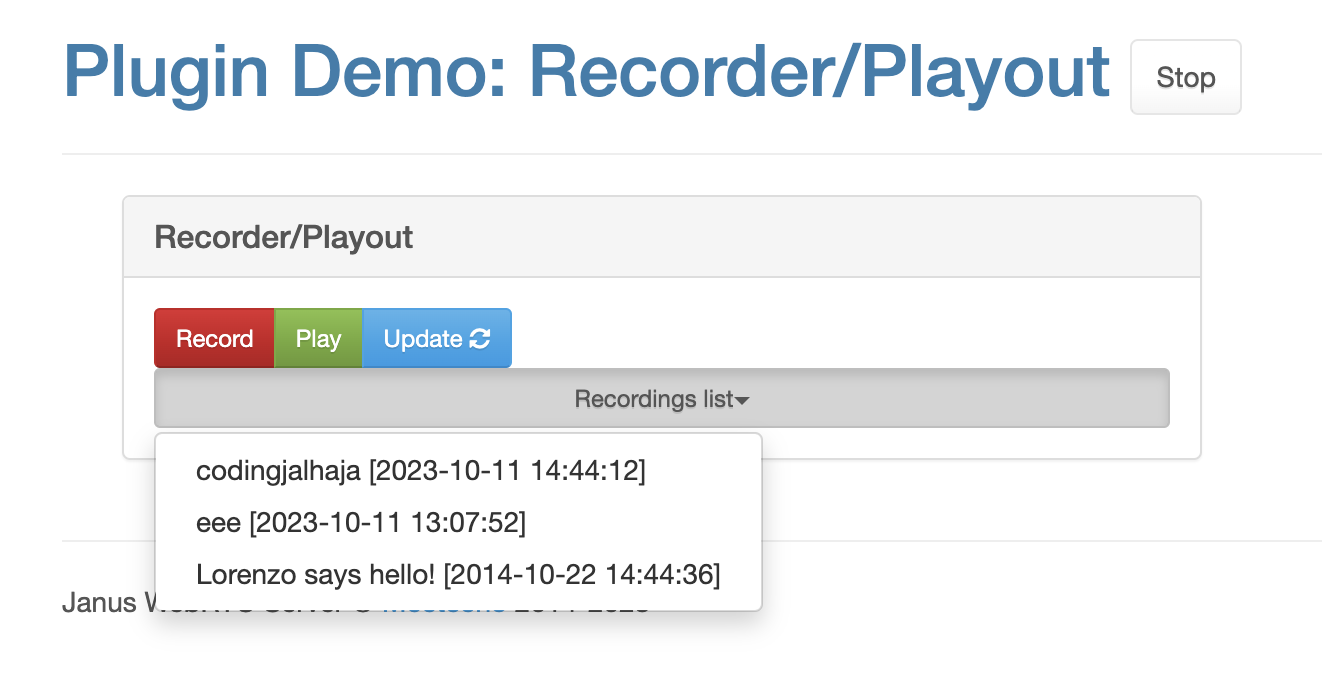 Plugin Demo: Recorder/Playout Stop
Recorder/Playout
Record Play Update
Recordings list
codingjalhaja [2023-10-11 14:44:12]
eee [2023-10-11 13:07:52]
Lorenzo says hello! [2014-10-22 14:44:36]
Janus